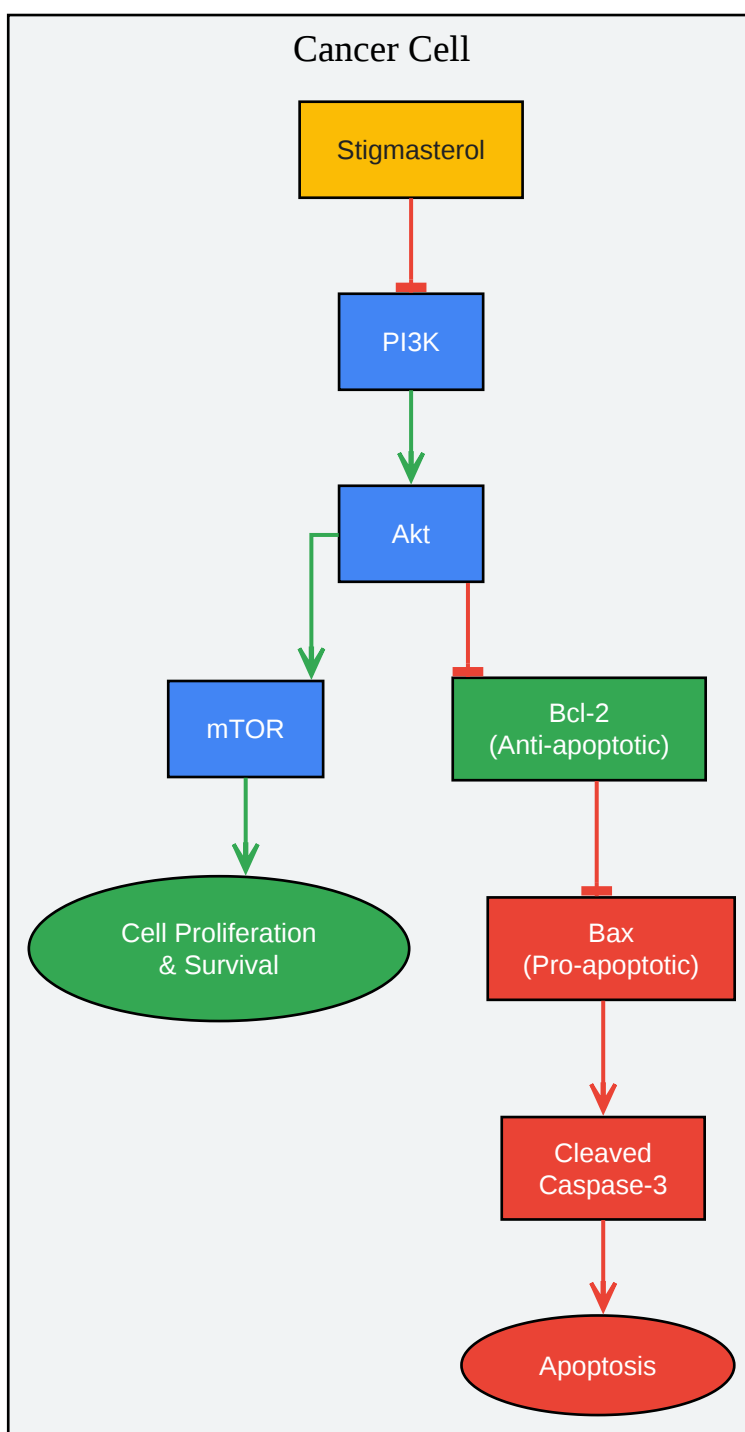 Cancer Cell
Stigmasterol
PI3K
Akt
mTOR
Bcl-2
(Anti-apoptotic)
Cell Proliferation
& Survival
Bax
(Pro-apoptotic)
Cleaved
Caspase-3
Apoptosis